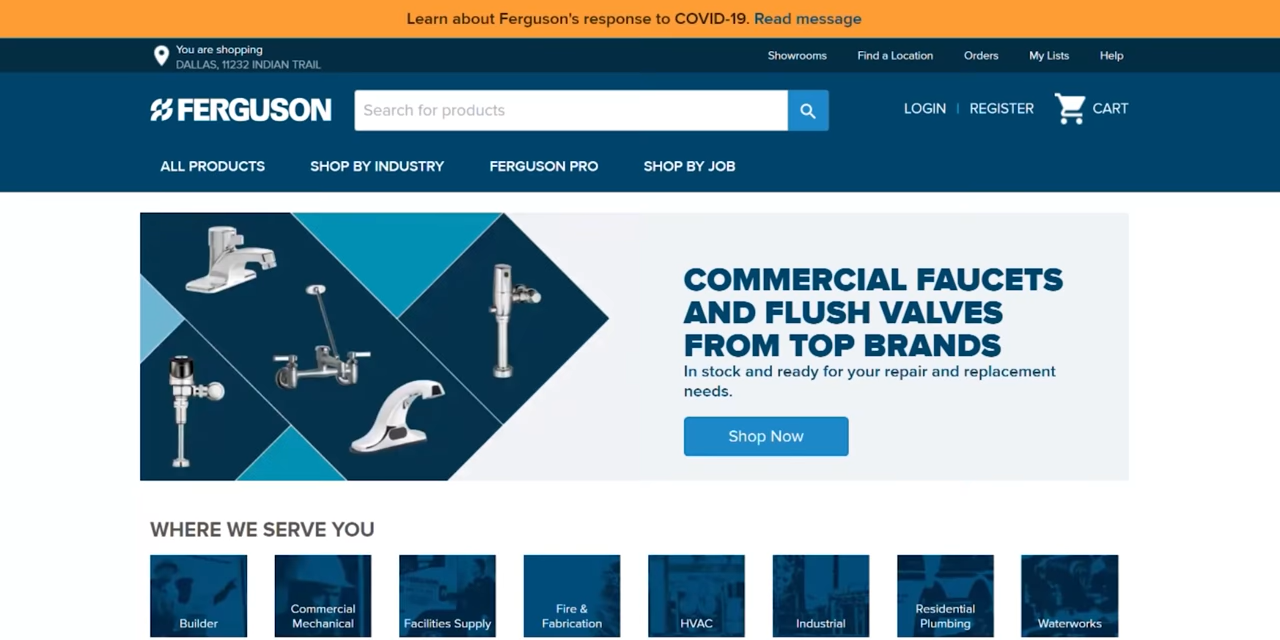 Learn about Ferguson's response to COVID-19. Read message
You are shopping
DALLAS, 11232 INDIAN TRAIL
Showrooms
Find a Location
Orders
My Lists
Help
FERGUSON
Search for products
LOGIN | REGISTER
CART
ALL PRODUCTS
SHOP BY INDUSTRY
FERGUSON PRO
SHOP BY JOB
COMMERCIAL FAUCETS
AND FLUSH VALVES
FROM TOP BRANDS
In stock and ready for your repair and replacement
needs.
Shop Now
WHERE WE SERVE YOU
Builder
Commercial
Mechanical
Facilities Supply
Fire &
Fabrication
HVAC
Industrial
Residential
Plumbing
Waterworks